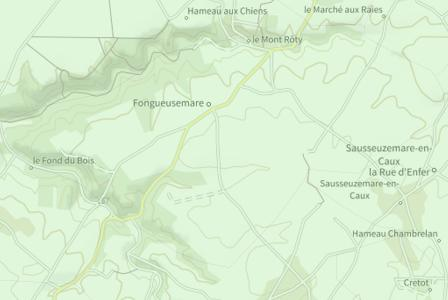 Hameau aux Chiens
le Marché aux Raies
le Mont Rôty
Fongueusemare
Sausseuzemare-en-
Caux
le Fond du Bois
la Rue d'Enfer
Sausseuzemare-en-
Caux
Hameau Chambrelan
Cretot